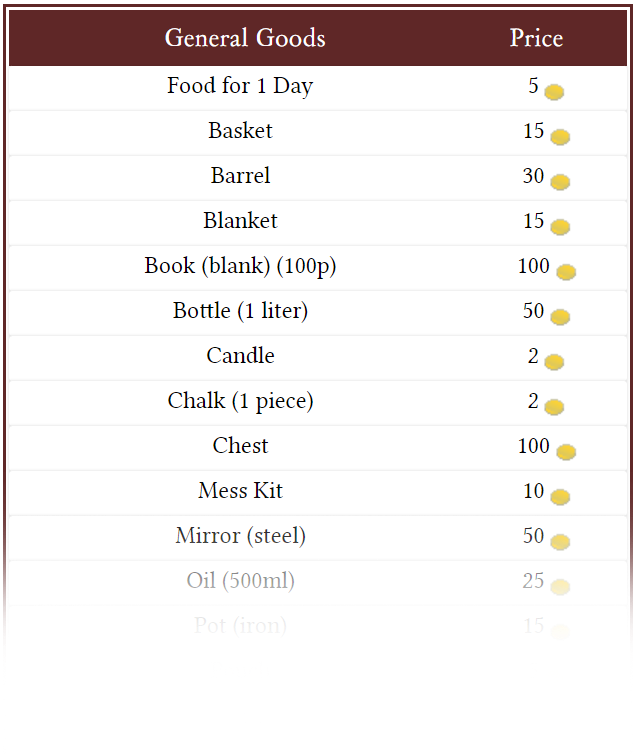 General Goods Price
Food for 1 Day 5
Basket 15
Barrel 30
Blanket 15
Book (blank) (100p) 100
Bottle (1 liter) 50
Candle 2
Chalk (1 piece) 2
Chest 100
Mess Kit 10
Mirror (steel) 50
Oil (500ml) 25
Pot (iron) 15